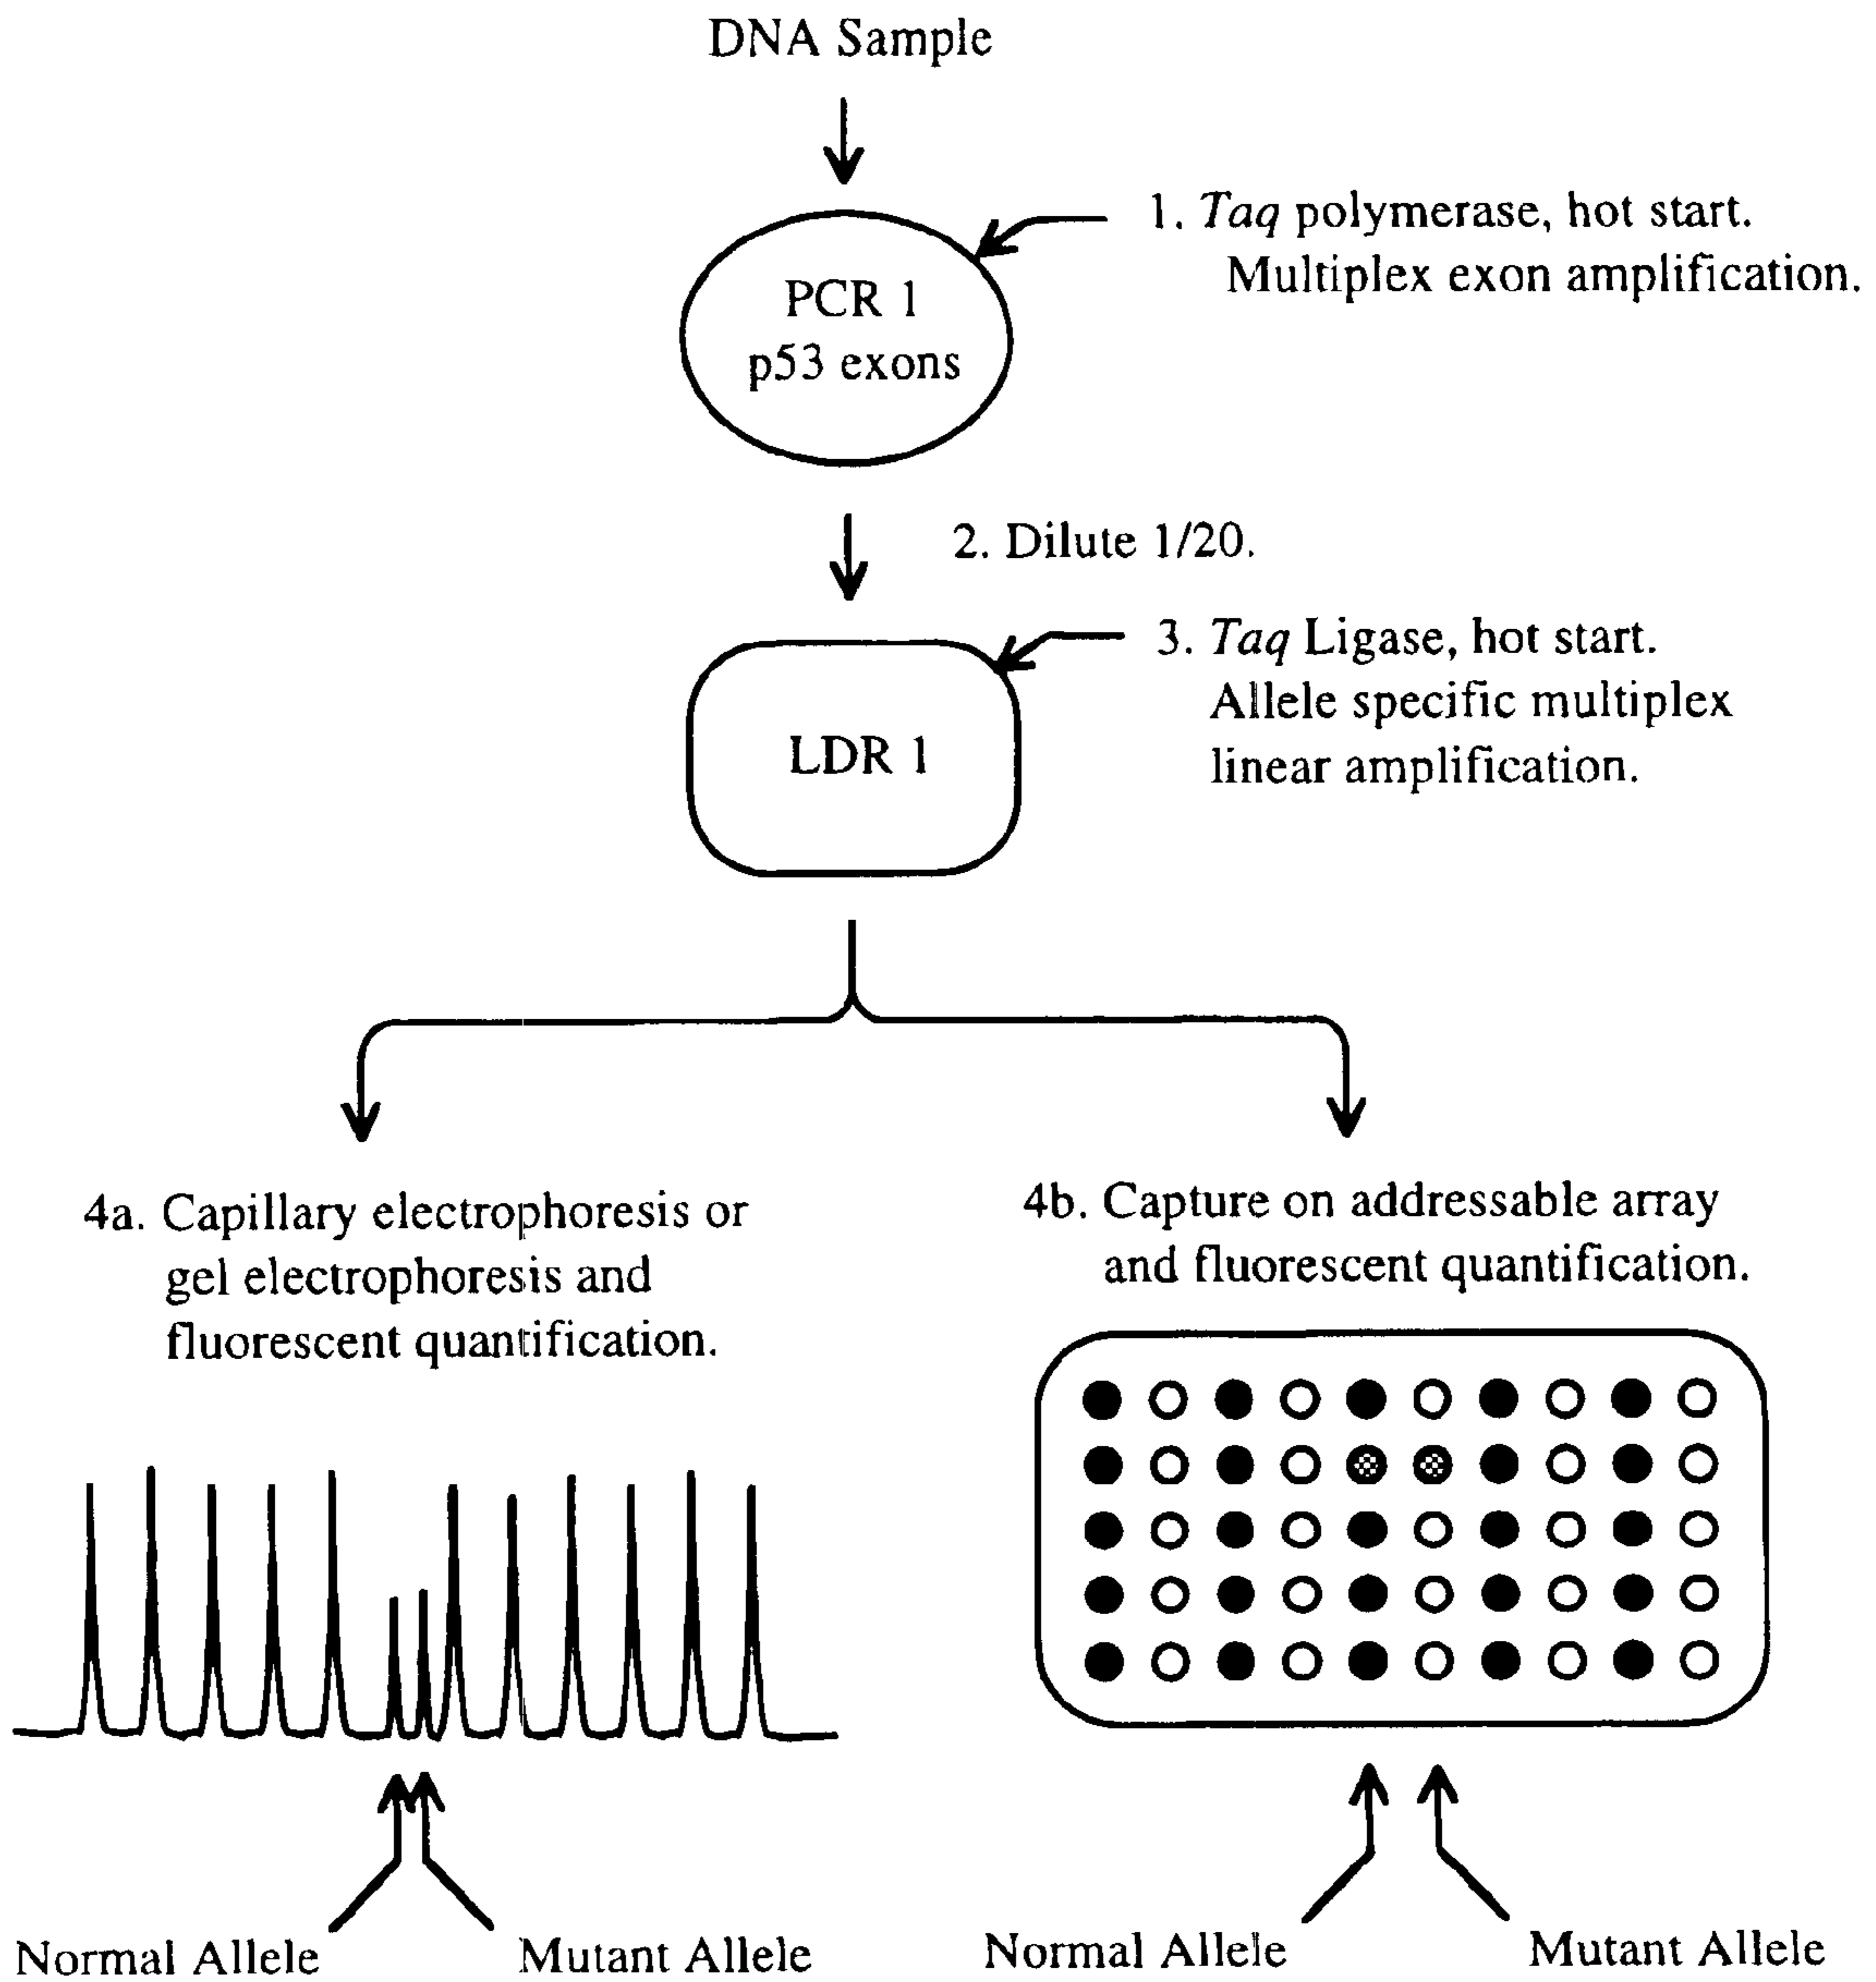 DNA Sample
1. Taq polymerase, hot start.
Multiplex exon amplification.
PCR 1
p53 exons
2. Dilute 1/20.
3. Taq Ligase, hot start.
Allele specific multiplex
linear amplification.
LDR 1
4a. Capillary electrophoresis or
gel electrophoresis and
fluorescent quantification.
4b. Capture on addressable array
and fluorescent quantification.
Normal Allele
Mutant Allele
Normal Allele
Mutant Allele